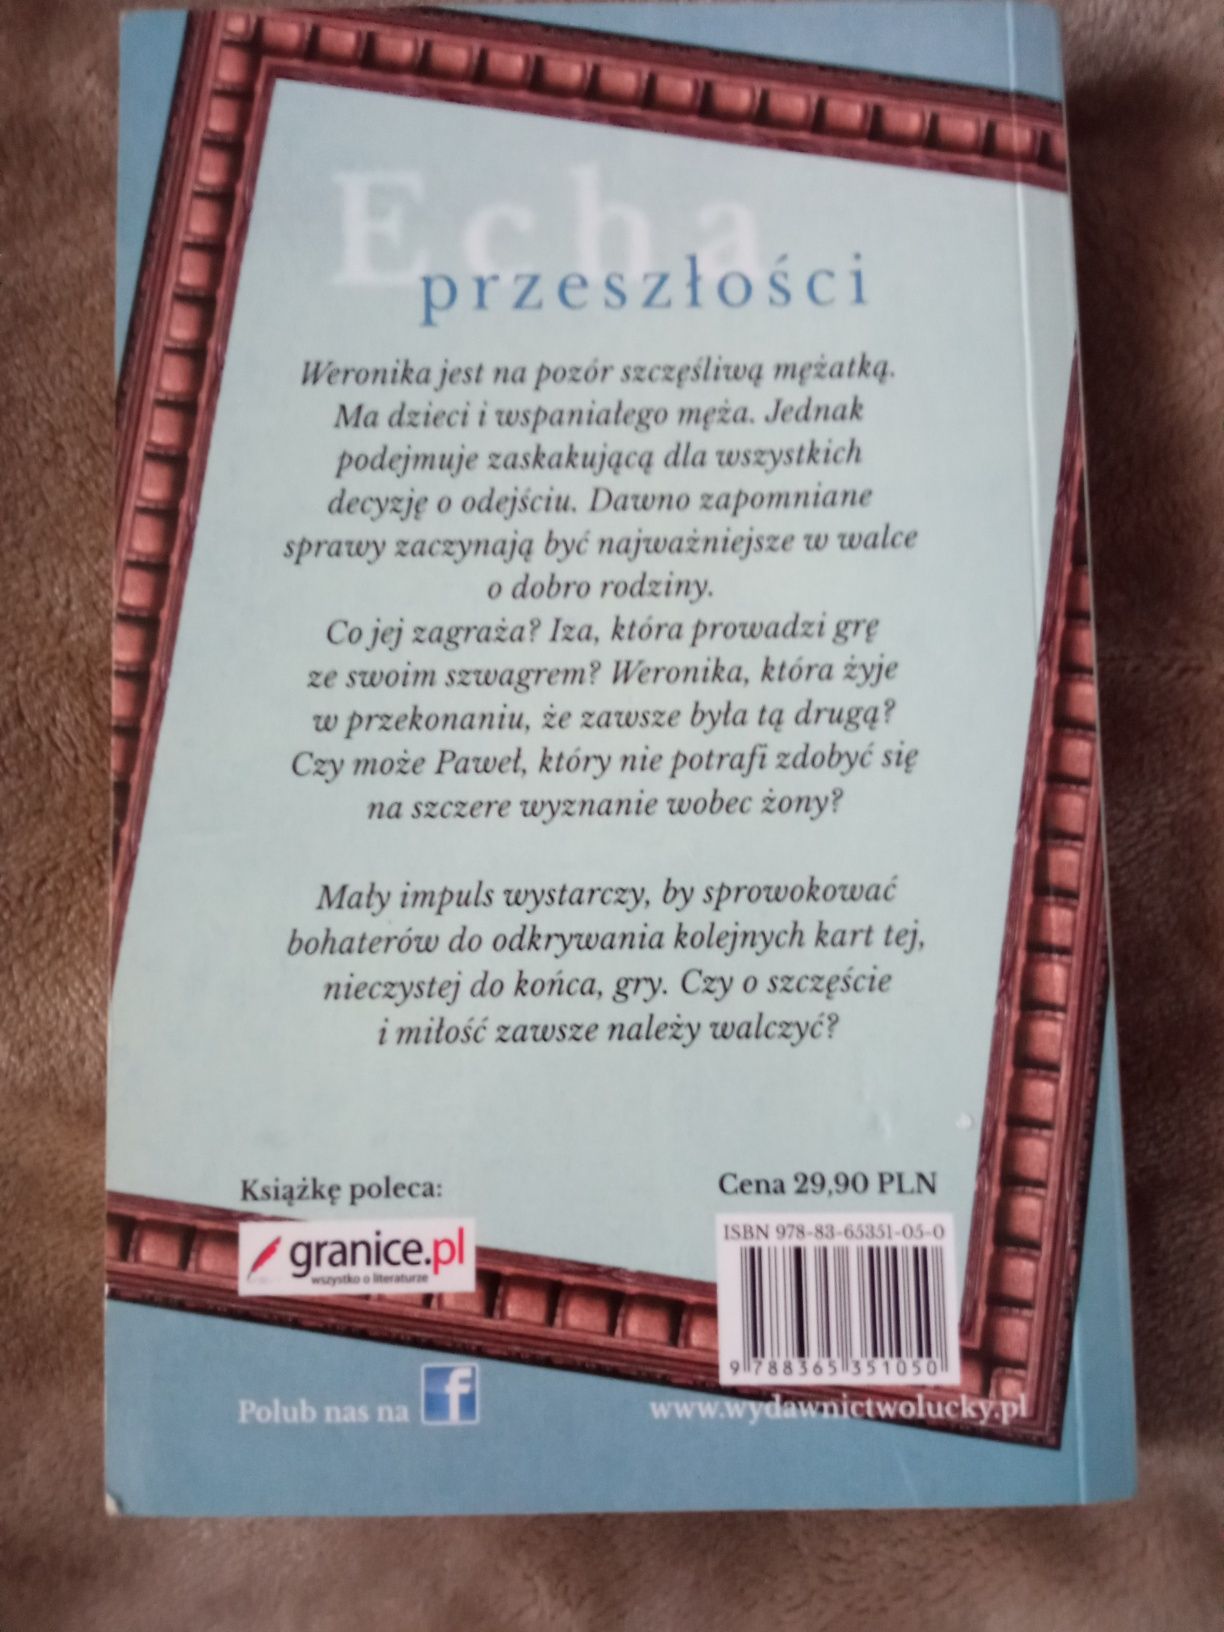 Echa
przeszłości
Weronika jest na pozór szczęśliwą mężatką.
Ma dzieci i wspaniałego męża. Jednak
podejmuje zaskakującą dla wszystkich
decyzję o odejściu. Dawno zapomniane
sprawy zaczynają być najważniejsze w walce
o dobro rodziny.
Co jej zagraża? Iza, która prowadzi grę
ze swoim szwagrem? Weronika, która żyje
w przekonaniu, że zawsze była tą drugą?
Czy może Paweł, który nie potrafi zdobyć się
na szczere wyznanie wobec żony?
Mały impuls wystarczy, by sprowokować
bohaterów do odkrywania kolejnych kart tej,
nieczystej do końca, gry. Czy o szczęście
i miłość zawsze należy walczyć?
Książkę poleca:
granice.pl
wszystko o literaturze
Cena 29,90 PLN
ISBN 978-83-65351-05-0
9 788365 351050
Polub nas na f
www.wydawnictwolucky.pl